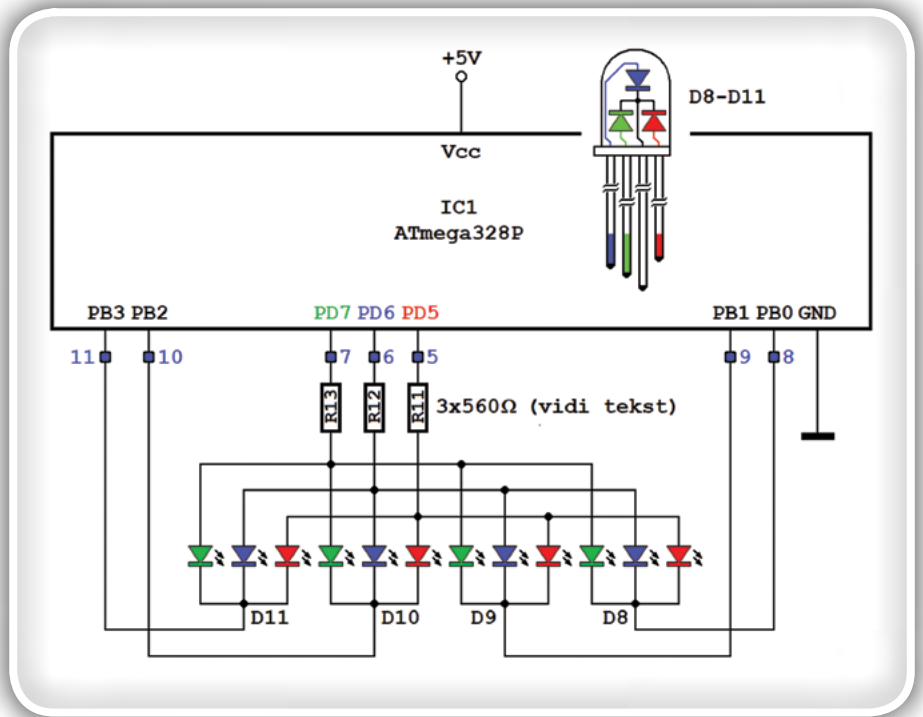 +5V
D8-D11
Vcc
IC1
ATmega328P
PB3 PB2 PD7 PD6 PD5 PB1 PB0 GND
11 10 7 6 5 9 8
R13 R12 R11 3x560Ω (vidi tekst)
D11 D10 D9 D8